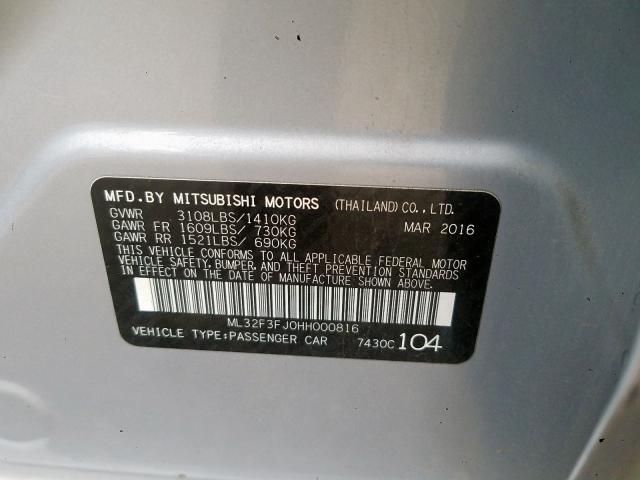 MFD.BY MITSUBISHI MOTORS (THAILAND)CO.,LTD.
GVWR 3108LBS/1410KG MAR 2016
GAWR FR 1609LBS/ 730KG
GAWR RR 1521LBS/ 690KG
THIS VEHICLE CONFORMS TO ALL APPLICABLE FEDERAL MOTOR
VEHICLE SAFETY,BUMPER,AND THEFT PREVENTION STANDARDS
IN EFFECT ON THE DATE OF MANUFACTURE SHOWN ABOVE.
ML32F3FJ0HH000816
VEHICLE TYPE:PASSENGER CAR 7430C 104